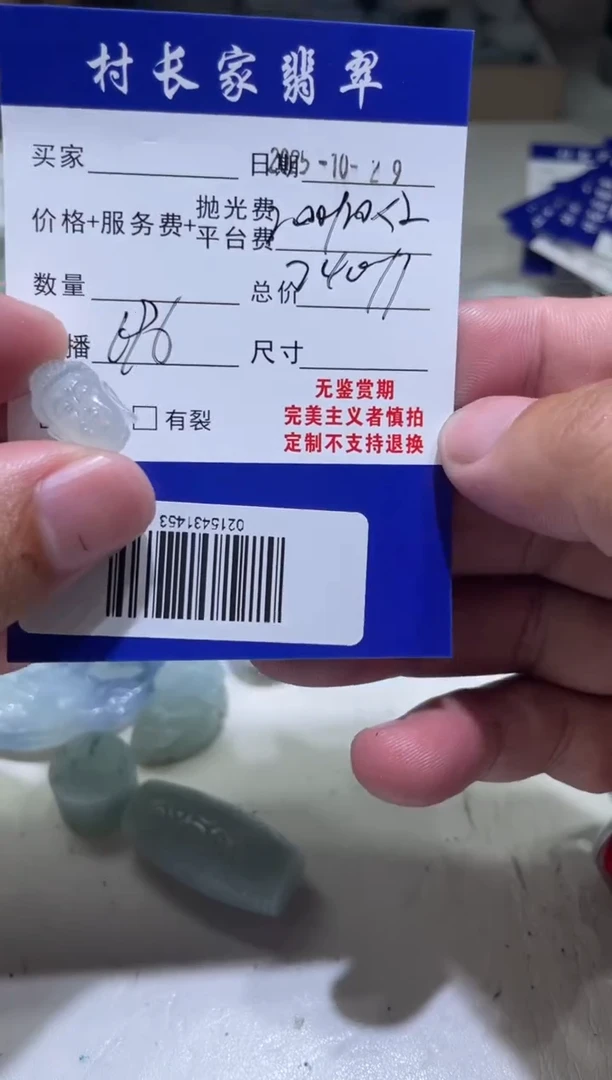 村长家翡翠
买家
日期 2025-10-29
价格+服务费+抛光费平台费
数量
总价 240
播
尺寸
有裂
无鉴赏期
完美主义者慎拍
定制不支持退换
0215431453